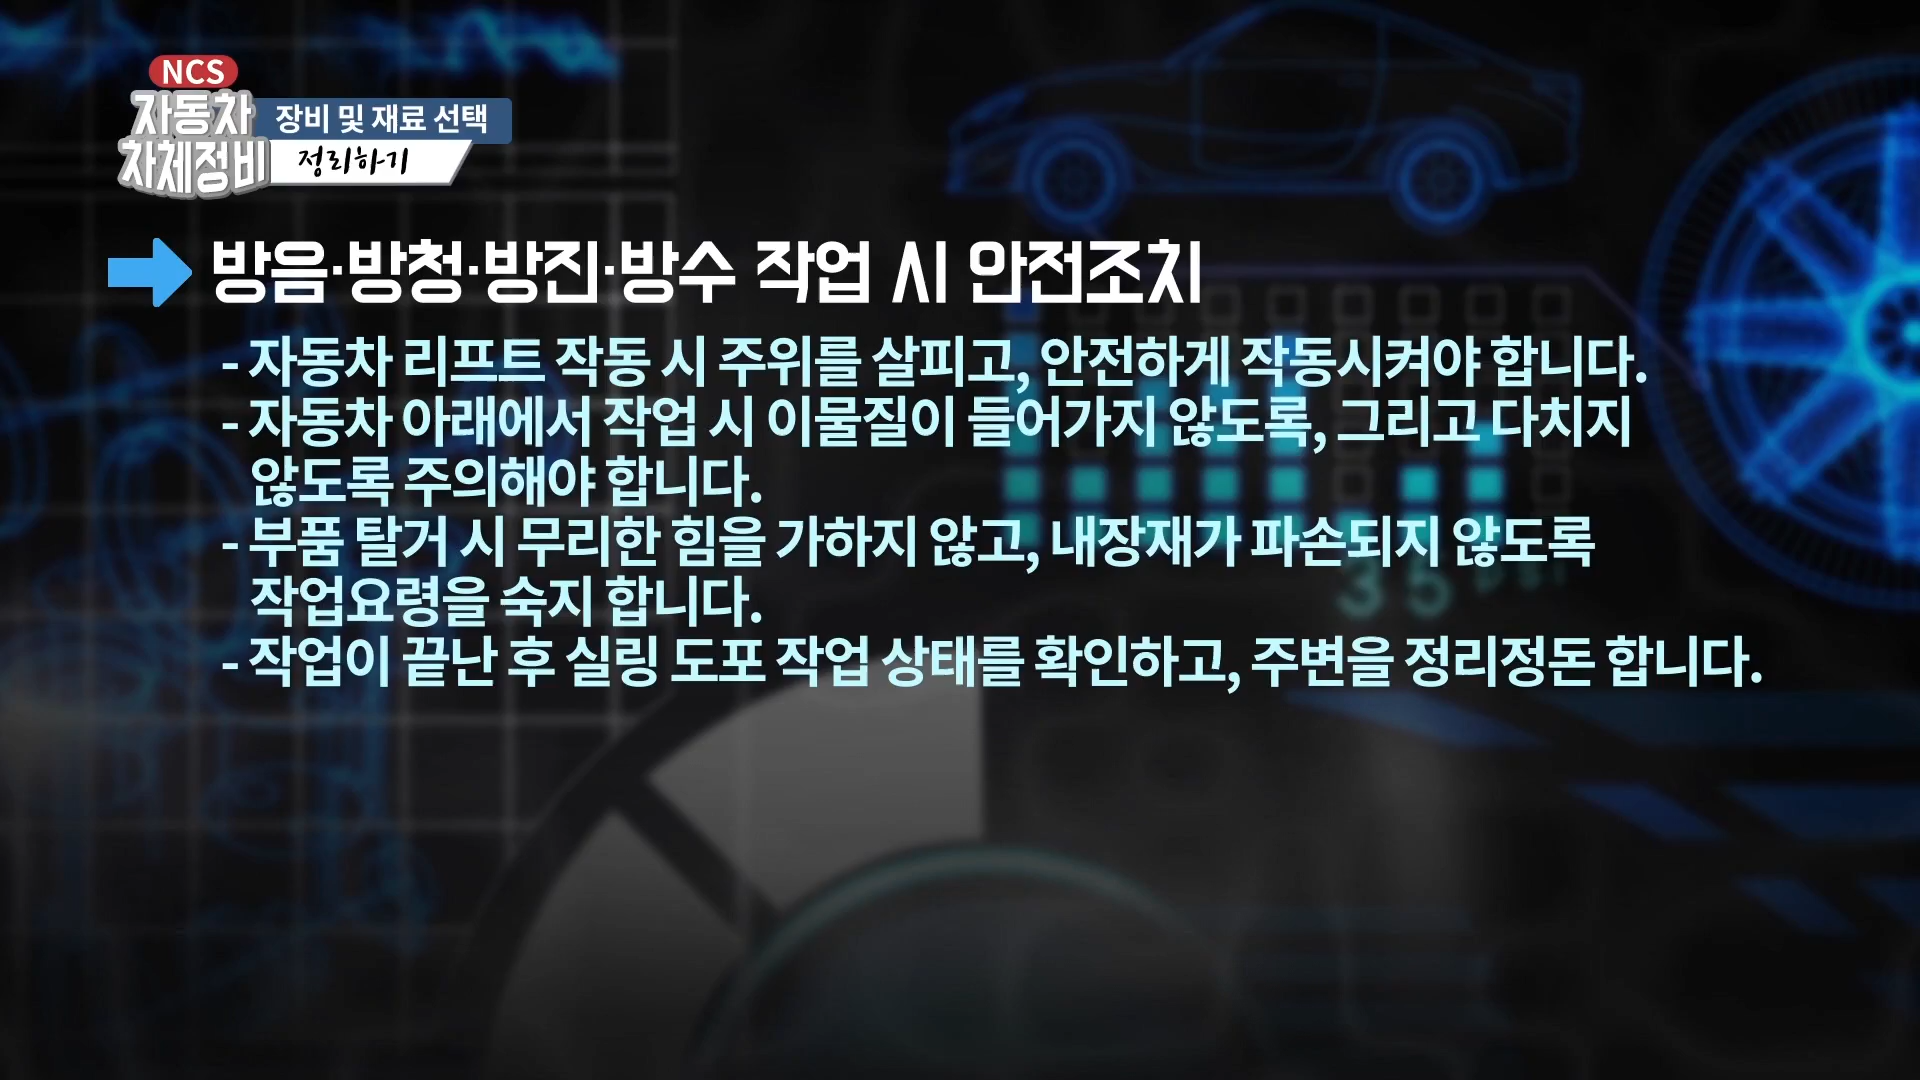 NCS
자동차
차체정비
장비 및 재료 선택
정리하기
방음·방청·방진·방수 작업 시 안전조치
- 자동차 리프트 작동 시 주위를 살피고, 안전하게 작동시켜야 합니다.
- 자동차 아래에서 작업 시 이물질이 들어가지 않도록, 그리고 다치지
않도록 주의해야 합니다.
- 부품 탈거 시 무리한 힘을 가하지 않고, 내장재가 파손되지 않도록
작업요령을 숙지 합니다.
- 작업이 끝난 후 실링 도포 작업 상태를 확인하고, 주변을 정리정돈 합니다.
35